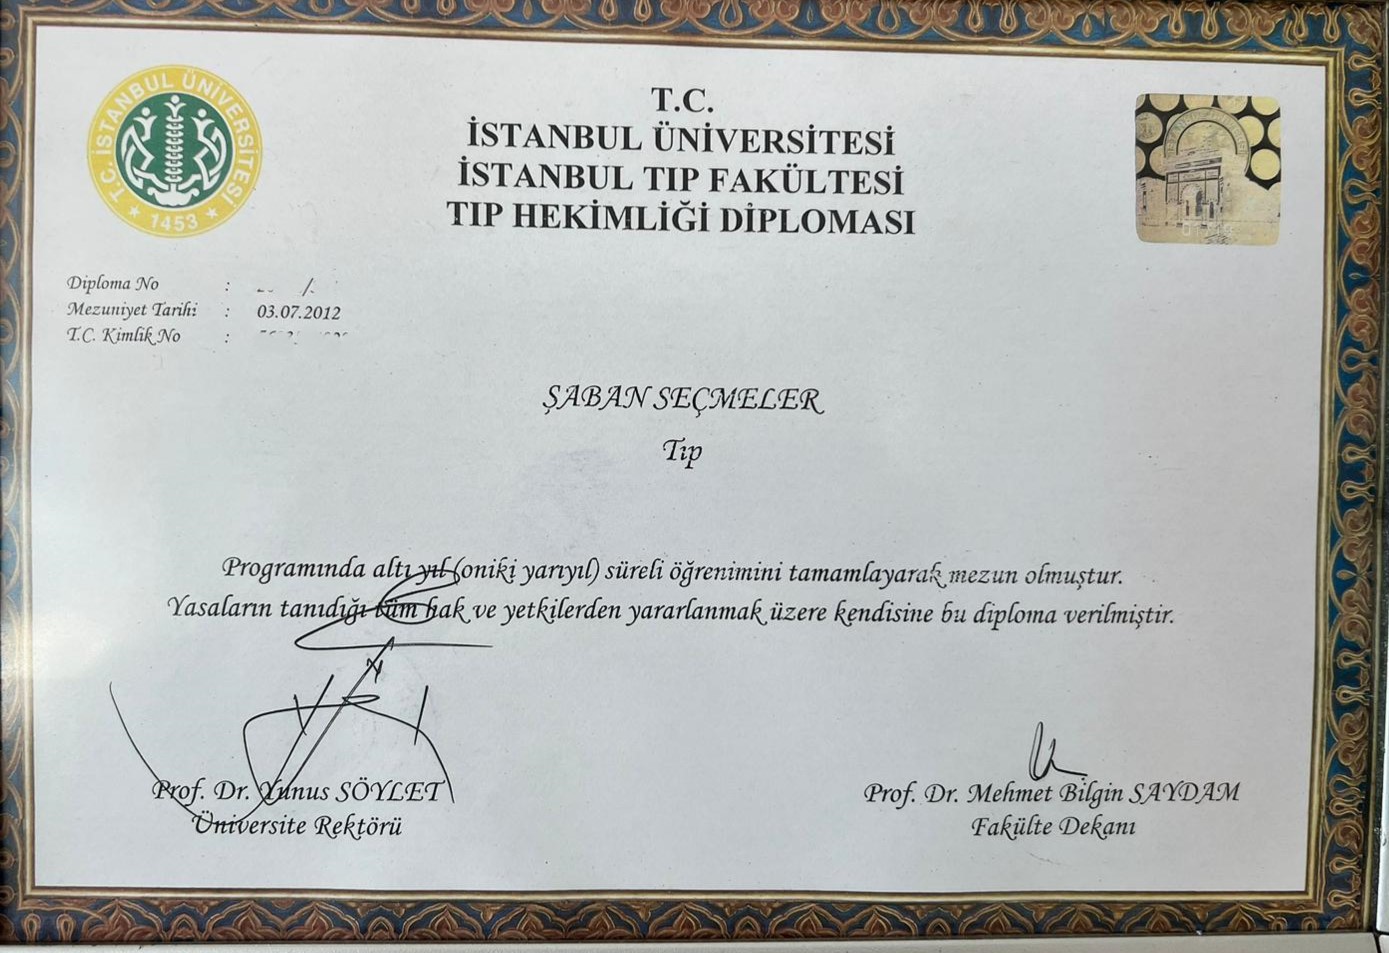 T.C. İSTANBUL ÜNİVERSİTESİ
★ 1453 ★
T.C.
İSTANBUL ÜNİVERSİTESİ
İSTANBUL TIP FAKÜLTESİ
TIP HEKİMLİĞİ DİPLOMASI
Diploma No :
Mezuniyet Tarihi : 03.07.2012
T.C. Kimlik No :
ŞABAN SEÇMELER
Tıp
Programında altı yıl (oniki yarıyıl) süreli öğrenimini tamamlayarak mezun olmuştur.
Yasaların tanıdığı tüm hak ve yetkilerden yararlanmak üzere kendisine bu diploma verilmiştir.
Prof. Dr. Yunus SÖYLET
Üniversite Rektörü
Prof. Dr. Mehmet Bilgin SAYDAM
Fakülte Dekanı